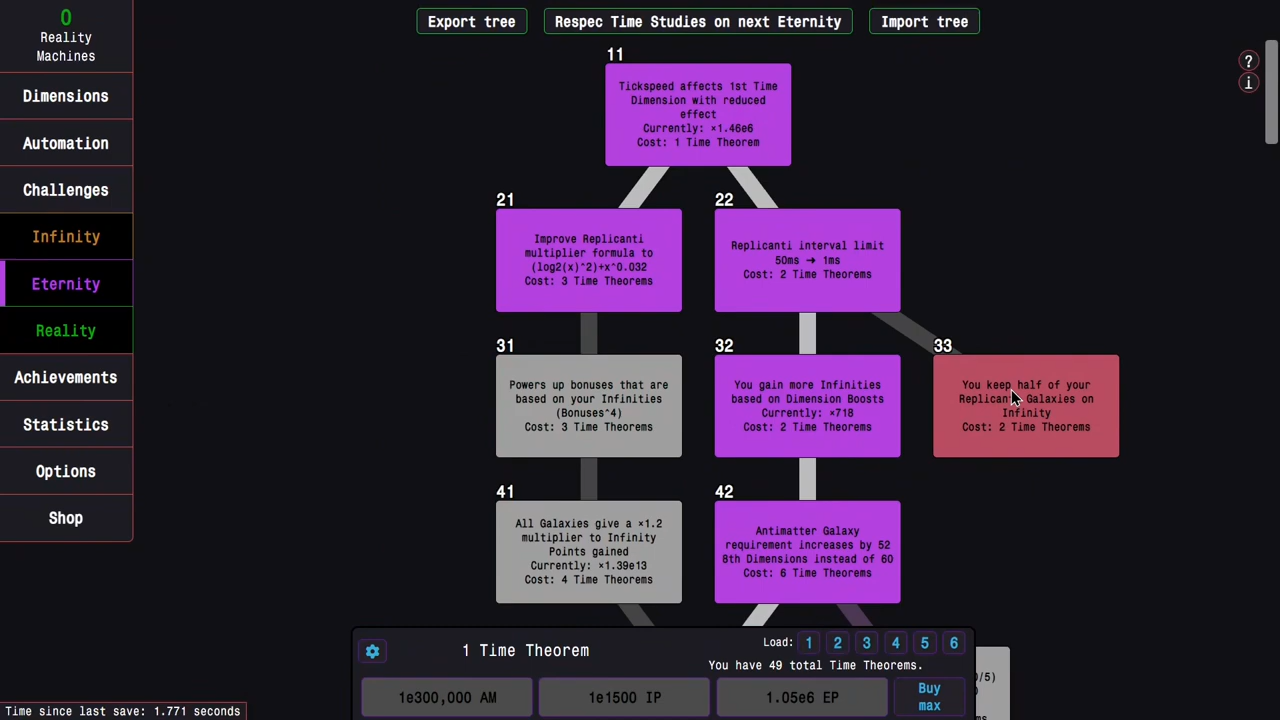 0
Reality
Machines
Dimensions
Automation
Challenges
Infinity
Eternity
Reality
Achievements
Statistics
Options
Shop
Time since last save: 1.771 seconds
Export tree
Respec Time Studies on next Eternity
Import tree
?
i
11
Tickspeed affects 1st Time
Dimension with reduced
effect
Currently: ×1.46e6
Cost: 1 Time Theorem
21
Improve Replicanti
multiplier formula to
(log2(x)^2)+x^0.032
Cost: 3 Time Theorems
22
Replicanti interval limit
50ms ➜ 1ms
Cost: 2 Time Theorems
31
Powers up bonuses that are
based on your Infinities
(Bonuses^4)
Cost: 3 Time Theorems
32
You gain more Infinities
based on Dimension Boosts
Currently: ×718
Cost: 2 Time Theorems
33
You keep half of your
Replicanti Galaxies on
Infinity
Cost: 2 Time Theorems
41
All Galaxies give a ×1.2
multiplier to Infinity
Points gained
Currently: ×1.39e13
Cost: 4 Time Theorems
42
Antimatter Galaxy
requirement increases by 52
8th Dimensions instead of 60
Cost: 6 Time Theorems
1 Time Theorem
Load: 1 2 3 4 5 6
You have 49 total Time Theorems.
1e300,000 AM
1e1500 IP
1.05e6 EP
Buy
max
/5)